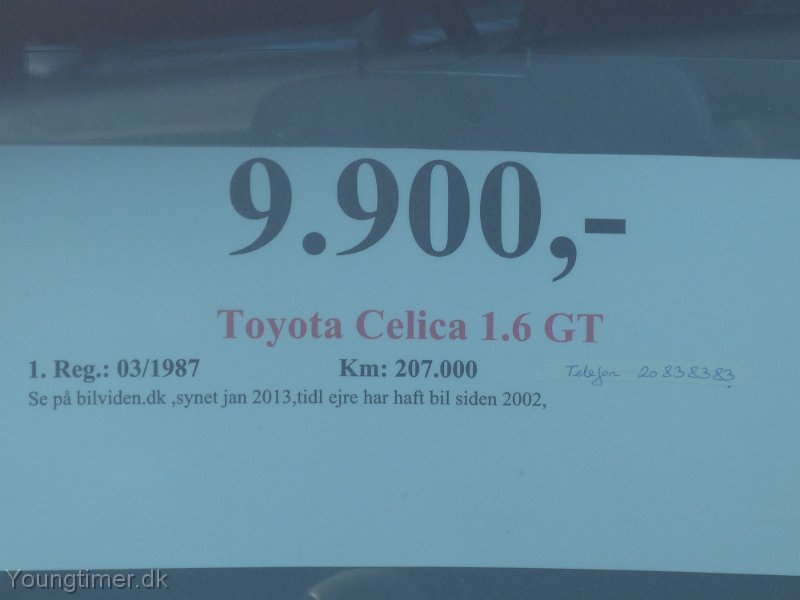 9.900,-
Toyota Celica 1.6 GT
1. Reg.: 03/1987 Km: 207.000 Telefon 20838383
Se på bilviden.dk ,synet jan 2013,tidl ejre har haft bil siden 2002,
Youngtimer.dk